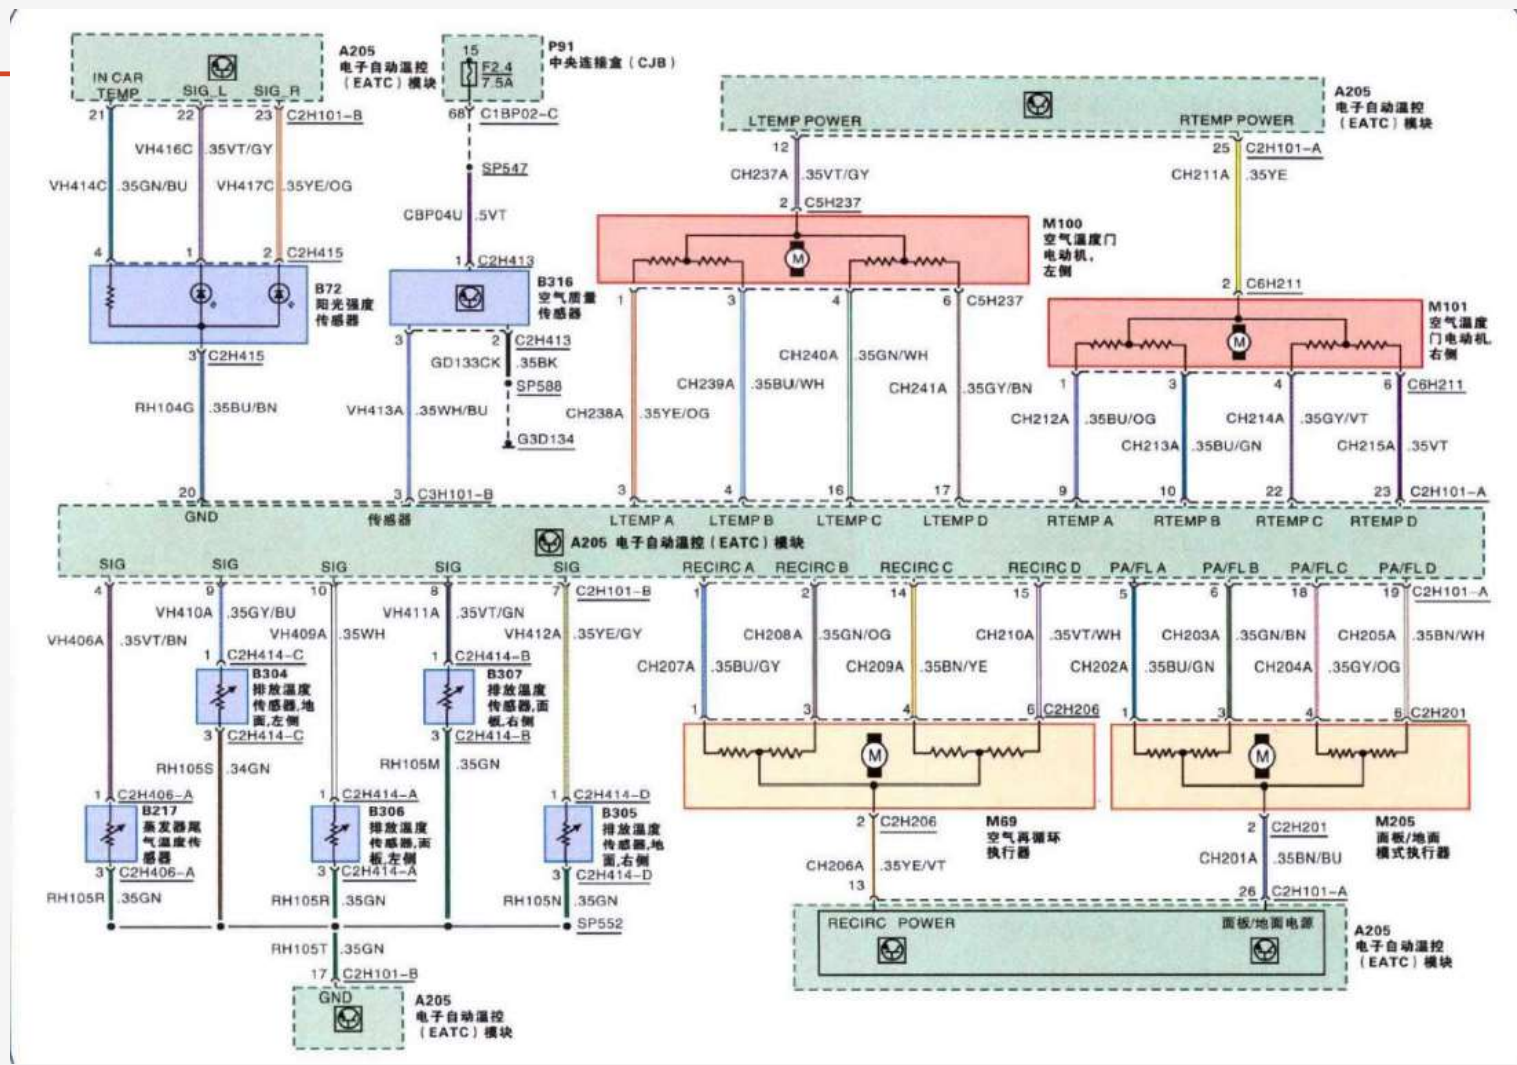 IN CAR
TEMP
SIG_L
SIG_R
A205
电子自动温控
（EATC）模块
15
F2.4
7.5A
P91
中央连接盒（CJB）
A205
电子自动温控
（EATC）模块
LTEMP POWER
RTEMP POWER
21
22
23
C2H101-B
68
C1BP02-C
12
25
C2H101-A
VH416C
.35VT/GY
SP547
CH237A
.35VT/GY
CH211A
.35YE
VH414C
.35GN/BU
VH417C
.35YE/OG
CBP04U
.5VT
2
C5H237
4
1
2
C2H415
1
C2H413
M100
空气温度门
电动机,
左侧
M
B72
阳光强度
传感器
B316
空气质量
传感器
2
C6H211
1
3
4
6
C5H237
M101
空气温度
门电动机,
右侧
M
3
C2H415
3
2
C2H413
GD133CK
.35BK
SP588
CH240A
.35GN/WH
CH239A
.35BU/WH
CH241A
.35GY/BN
1
3
4
6
C6H211
RH104G
.35BU/BN
VH413A
.35WH/BU
CH238A
.35YE/OG
CH212A
.35BU/OG
CH214A
.35GY/VT
G3D134
CH213A
.35BU/GN
CH215A
.35VT
20
3
C3H101-B
3
4
16
17
9
10
22
23
C2H101-A
GND
传感器
LTEMP A
LTEMP B
LTEMP C
LTEMP D
RTEMP A
RTEMP B
RTEMP C
RTEMP D
A205 电子自动温控（EATC）模块
SIG
SIG
SIG
SIG
SIG
RECIRC A
RECIRC B
RECIRC C
RECIRC D
PA/FL A
PA/FL B
PA/FL C
PA/FL D
4
9
10
8
7
C2H101-B
1
2
14
15
5
6
18
19
C2H101-A
VH410A
.35GY/BU
VH411A
.35VT/GN
VH406A
.35VT/BN
VH409A
.35WH
VH412A
.35YE/GY
CH208A
.35GN/OG
CH210A
.35VT/WH
CH203A
.35GN/BN
CH205A
.35BN/WH
1
C2H414-C
1
C2H414-B
CH207A
.35BU/GY
CH209A
.35BN/YE
CH202A
.35BU/GN
CH204A
.35GY/OG
B304
排放温度
传感器,地
面,左侧
B307
排放温度
传感器,面
板,右侧
1
3
4
6
C2H206
1
3
4
6
C2H201
3
C2H414-C
3
C2H414-B
RH105S
.34GN
RH105M
.35GN
M
M
1
C2H406-A
1
C2H414-A
1
C2H414-D
B217
蒸发器尾
气温度传
感器
B306
排放温度
传感器,面
板,左侧
B305
排放温度
传感器,地
面,右侧
2
C2H206
M69
空气再循环
执行器
2
C2H201
M205
面板/地面
模式执行器
3
C2H406-A
3
C2H414-A
3
C2H414-D
CH206A
.35YE/VT
CH201A
.35BN/BU
RH105R
.35GN
RH105R
.35GN
RH105N
.35GN
13
26
C2H101-A
SP552
RECIRC POWER
面板/地面电源
A205
电子自动温控
（EATC）模块
RH105T
.35GN
17
C2H101-B
GND
A205
电子自动温控
（EATC）模块